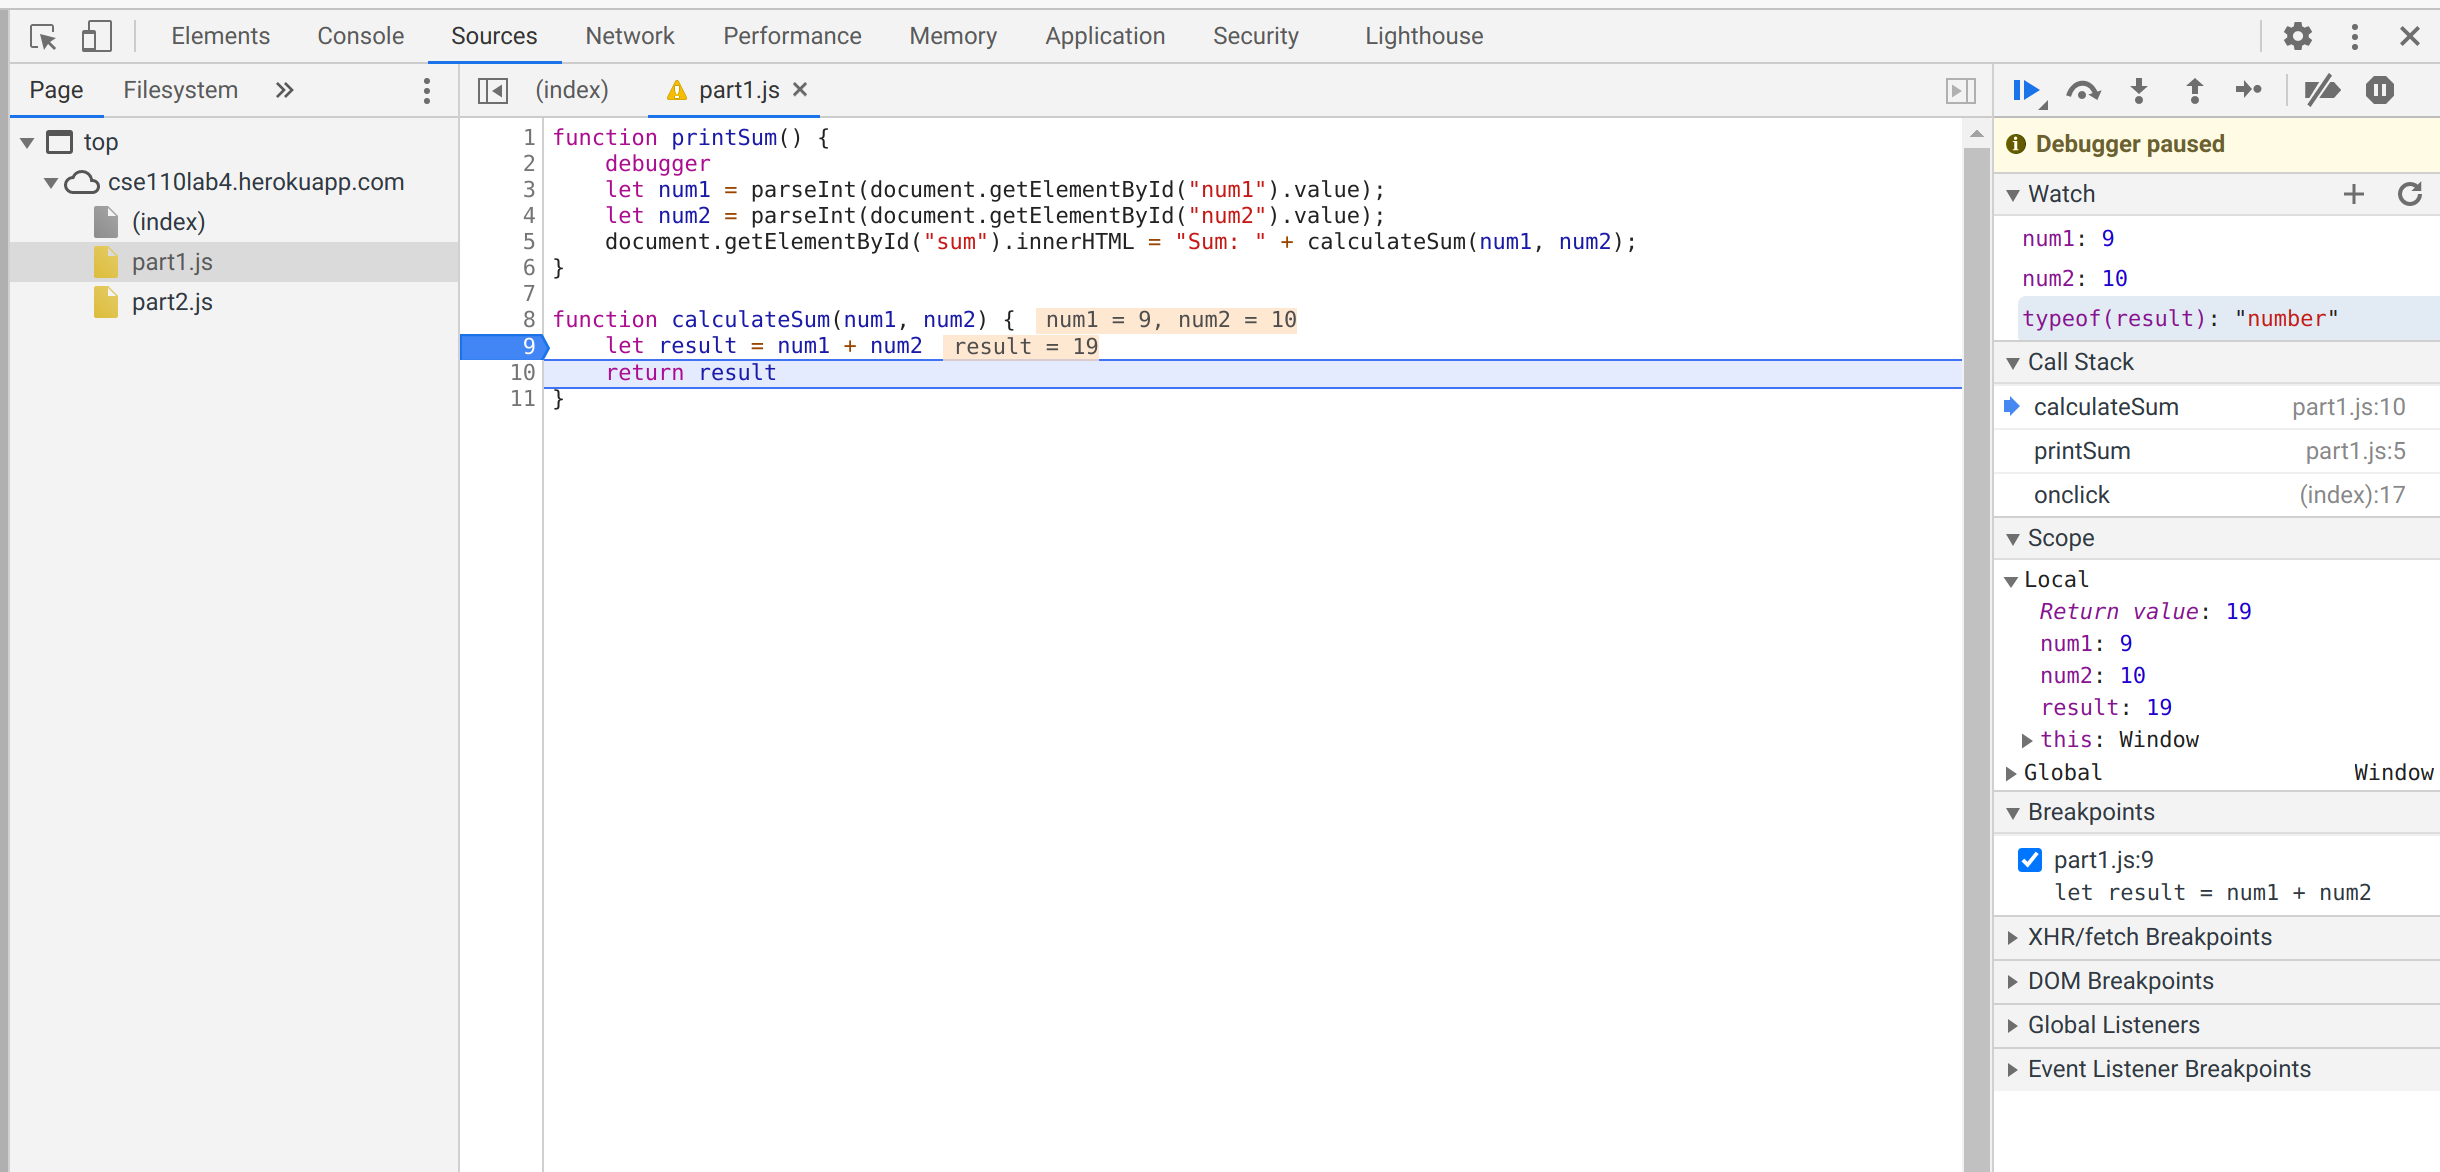 Elements Console Sources Network Performance Memory Application Security Lighthouse
Page Filesystem »
top
cse110lab4.herokuapp.com
(index)
part1.js
part2.js
(index) part1.js
1 function printSum() {
2     debugger
3     let num1 = parseInt(document.getElementById("num1").value);
4     let num2 = parseInt(document.getElementById("num2").value);
5     document.getElementById("sum").innerHTML = "Sum: " + calculateSum(num1, num2);
6 }
7
8 function calculateSum(num1, num2) { num1 = 9, num2 = 10
9     let result = num1 + num2 result = 19
10     return result
11 }
Debugger paused
Watch
num1: 9
num2: 10
typeof(result): "number"
Call Stack
calculateSum part1.js:10
printSum part1.js:5
onclick (index):17
Scope
Local
Return value: 19
num1: 9
num2: 10
result: 19
this: Window
Global Window
Breakpoints
part1.js:9
let result = num1 + num2
XHR/fetch Breakpoints
DOM Breakpoints
Global Listeners
Event Listener Breakpoints